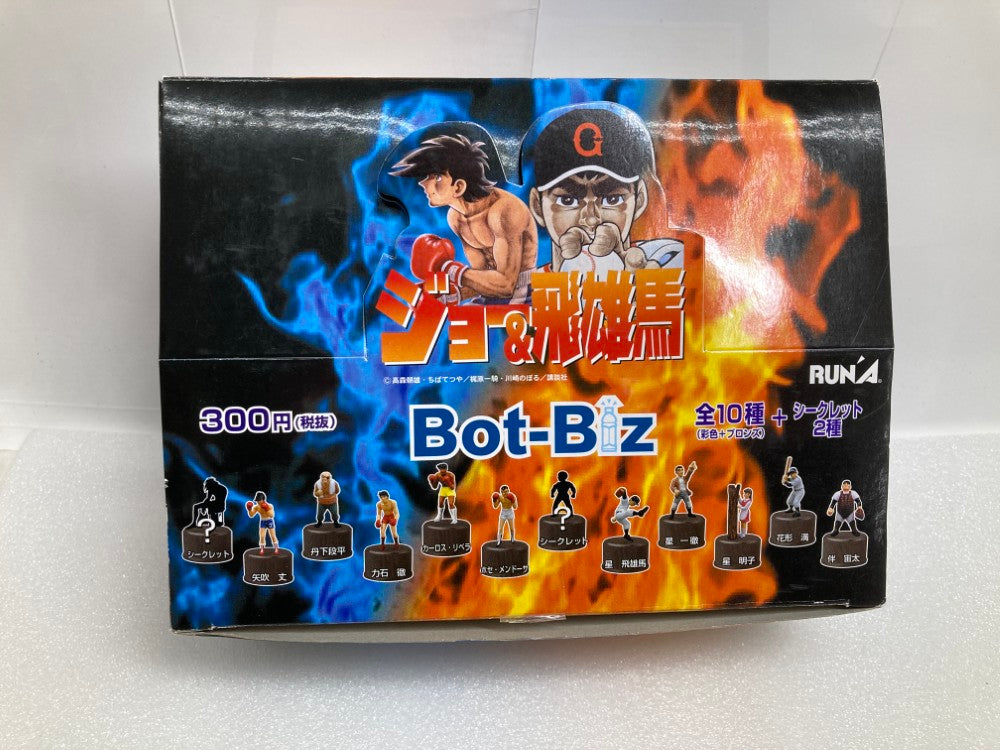 G
ジョー&飛雄馬
©高森朝雄・ちばてつや/梶原一騎・川崎のぼる/講談社
RUN'A
300円(税抜)
Bot-Biz
全10種 + シークレット
(彩色+ブロンズ) 2種
?
シークレット
矢吹 丈
丹下段平
力石 徹
カーロス・リベラ
ホセ・メンドーサ
?
シークレット
星 飛雄馬
星 一徹
星 明子
花形 満
伴 宙太